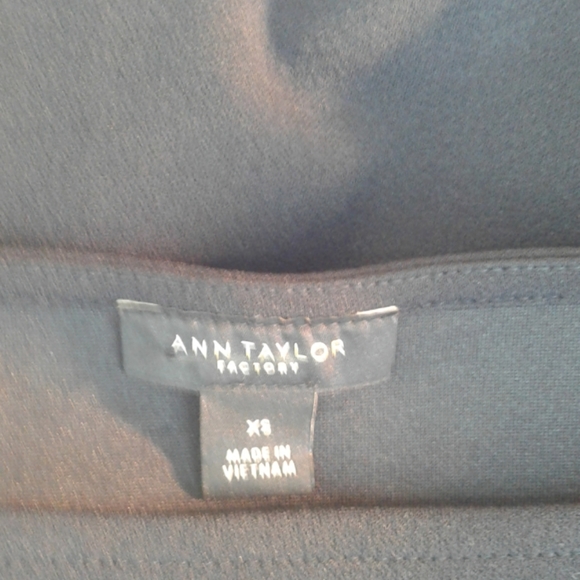 ANN TAYLOR
FACTORY
XS
MADE IN
VIETNAM